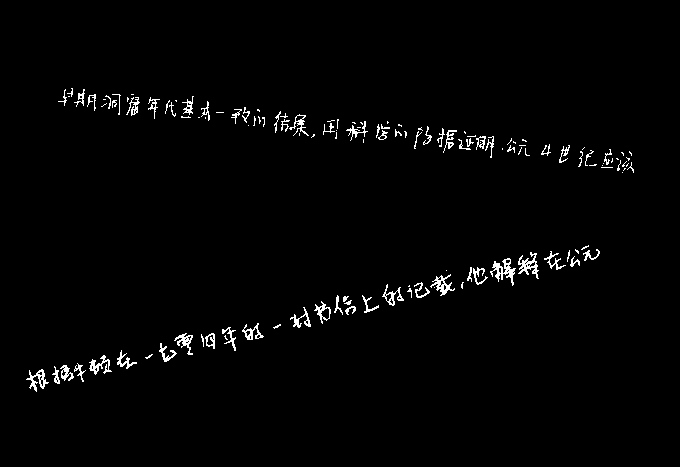 早期洞窟年代基本一致的结果,用科学的依据证明.公元4世纪应该
根据牛顿在一七零四年的一封书信上的记载,他解释在公元